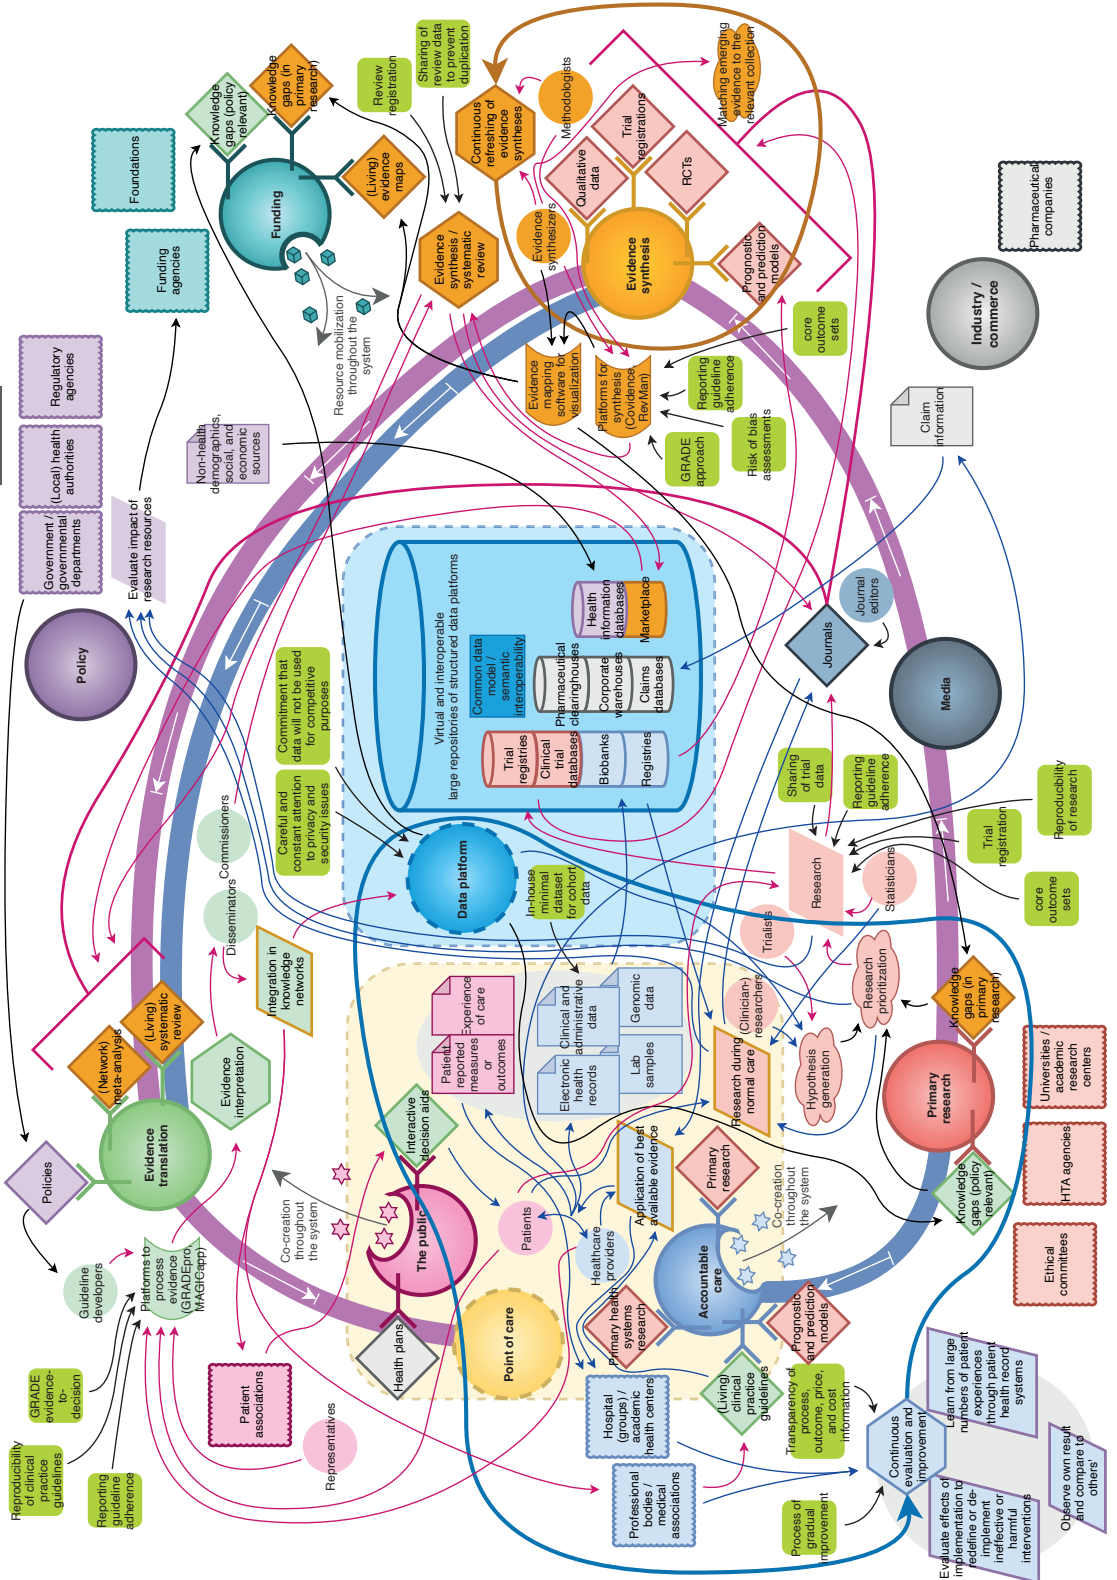 Regulatory
agencies
(Local) health
authorities
Government /
governmental
departments
Policy
Evaluate impact of
research resources
Foundations
Funding
agencies
Non-health,
demographics,
social, and
economic
sources
Knowledge
gaps (policy
relevant)
Knowledge
gaps (in
primary
research)
(Living)
evidence
maps
Funding
Resource mobilization
throughout the
system
Review
registration
Sharing of
review data
to prevent
duplication
Continuous
refreshing of
evidence
syntheses
Methodologists
Evidence
synthesis /
systematic
review
Evidence
synthesizers
Matching emerging
evidence to the
relevant collection
Qualitative
data
Trial
registrations
RCTs
Prognostic
and prediction
models
Evidence
synthesis
Evidence
mapping
software for
visualization
Platforms for
synthesis
(Covidence,
RevMan)
core
outcome
sets
Reporting
guideline
adherence
Risk of bias
assessments
GRADE
approach
Pharmaceutical
companies
Industry /
commerce
Claim
information
Journal
editors
Journals
Media
Virtual and interoperable
large repositories of structured data platforms
Common data
model /
semantic
interoperability
Health
information
databases
Marketplace
Pharmaceutical
clearinghouses
Corporate
warehouses
Claims
databases
Trial
registries
Clinical
trial
databases
Biobanks
Registries
Data platform
In-house
minimal
dataset
for cohort
data
Commitment that
data will not be used
for competitive
purposes
Careful and
constant attention
to privacy and
security issues
Commissioners
Disseminators
Integration in
knowledge
networks
Evidence
interpretation
(Living)
systematic
review
(Network)
meta-analysis
Evidence
translation
Policies
Guideline
developers
Platforms to
process
evidence
(GRADEpro,
MAGICapp)
GRADE
evidence-
to-
decision
Reproducibility
of clinical
practice
guidelines
Reporting
guideline
adherence
Patient
associations
Representatives
Co-creation
throughout
the system
The public
Interactive
decision aids
Health plans
Point of care
Patients
Healthcare
providers
Experience
of care
Patient
reported
measures
or
outcomes
Clinical and
administrative
data
Genomic
data
Electronic
health
records
Lab
samples
Application of best
available evidence
Research during
normal care
Primary
research
Accountable
care
Co-creation
throughout
the system
Primary health
systems
research
(Living)
clinical
practice
guidelines
Prognostic
and prediction
models
Hospital
(groups) /
academic
health centers
Professional
bodies /
medical
associations
Transparency of
process,
outcome, price,
and cost
information
Process of
gradual
improvement
Continuous
evaluation and
improvement
Learn from large
numbers of patient
experiences
through patient
health record
systems
Observe own result
and compare to
others'
Evaluate effects of
implementation to
redefine or de-
implement
ineffective or
harmful
interventions
Sharing
of trial
data
Reporting
guideline
adherence
Trial
registration
Reproducibility
of research
core
outcome
sets
Research
Statisticians
Trialists
(Clinician-)
researchers
Research
prioritization
Hypothesis
generation
Knowledge
gaps (in
primary
research)
Primary
research
Knowledge
gaps (policy
relevant)
Universities /
academic
research
centers
HTA agencies
Ethical
committees